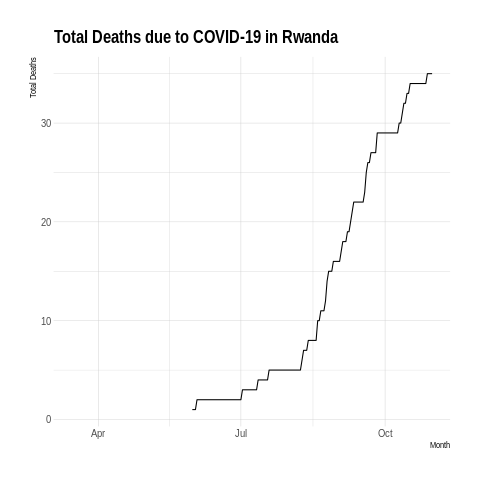 Total Deaths due to COVID-19 in Rwanda
Total Deaths
30
20
10
0
Apr Jul Oct
Month